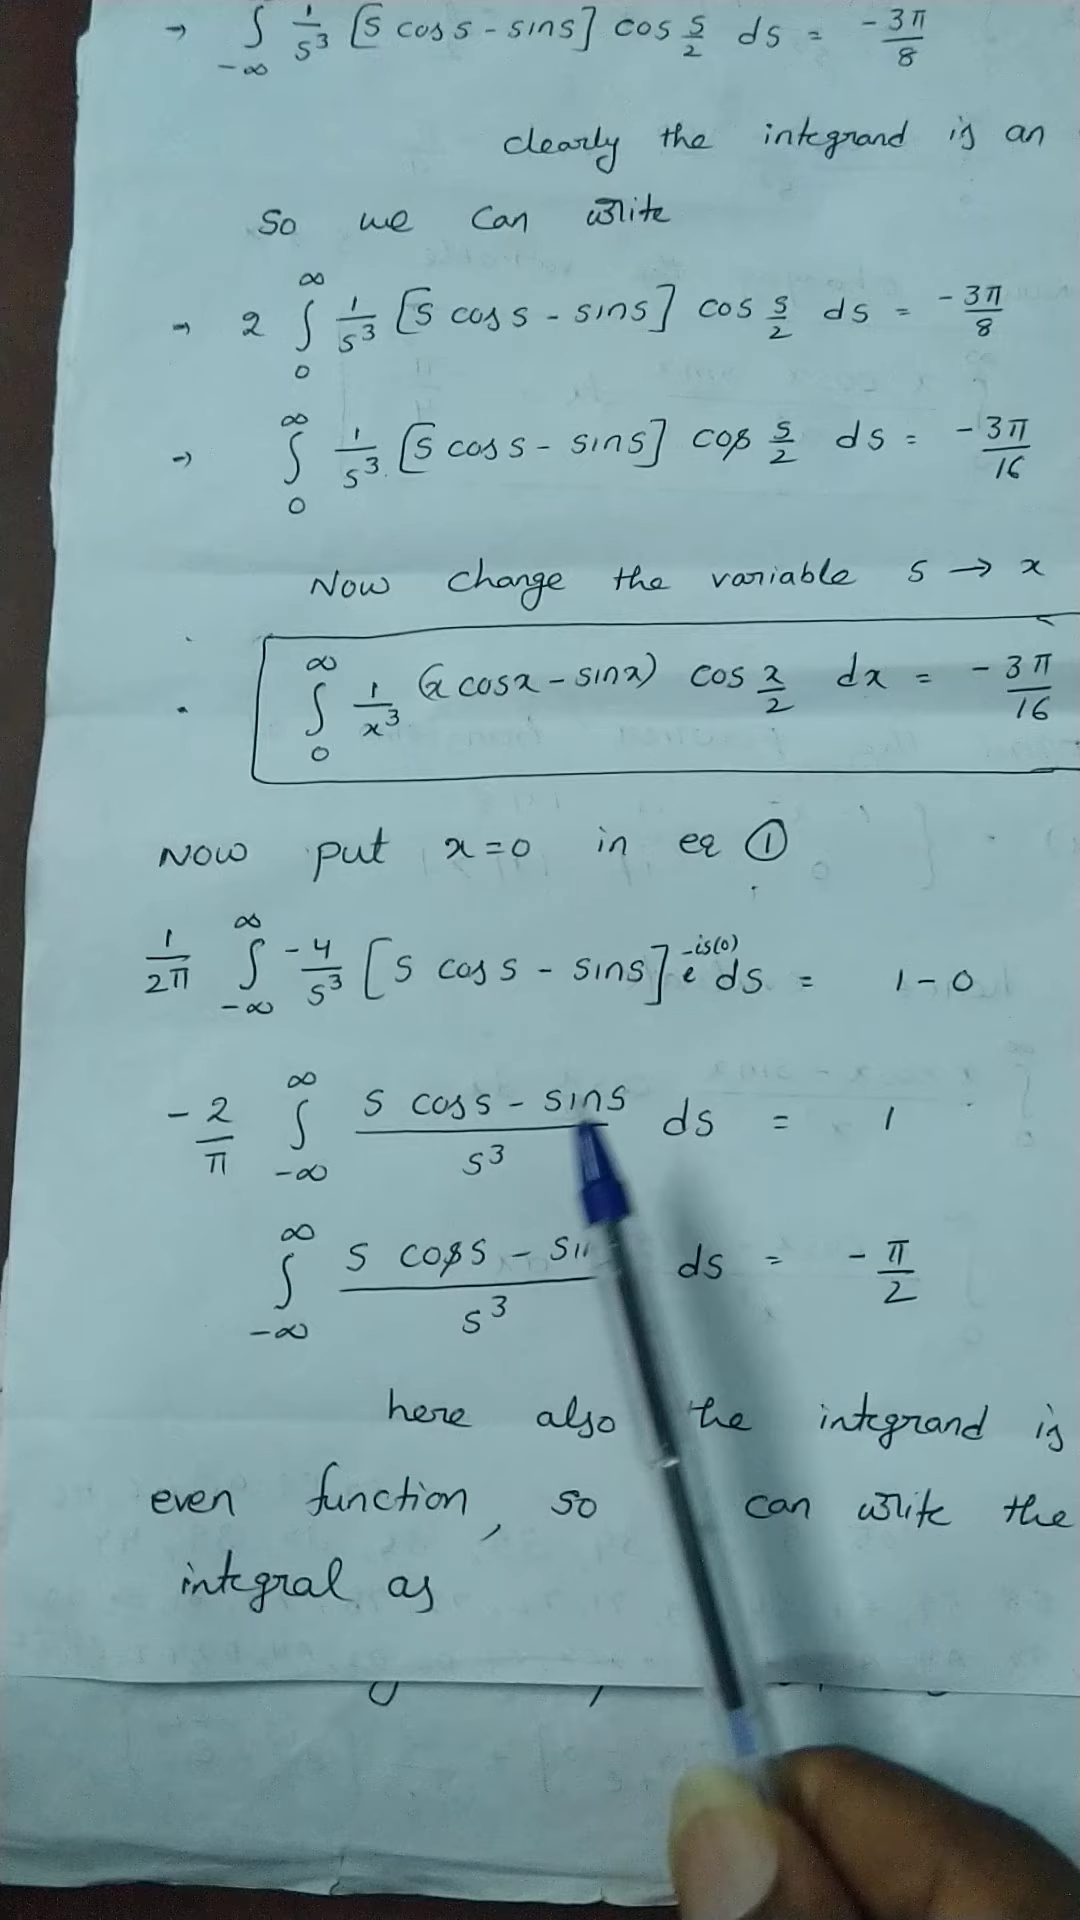 → ∫_{-∞} 1/s³ [s cos s - sin s] cos s/2 ds = -3π/8
clearly the integrand is an
So we can write
→ 2 ∫_0^∞ 1/s³ [s cos s - sin s] cos s/2 ds = -3π/8
→ ∫_0^∞ 1/s³ [s cos s - sin s] cos s/2 ds = -3π/16
Now change the variable s → x
∫_0^∞ 1/x³ (x cos x - sin x) cos x/2 dx = -3π/16
Now put x = 0 in eq ①
1/2π ∫_{-∞}^∞ -4/s³ [s cos s - sin s] e^{-is(0)} ds = 1 - 0
-2/π ∫_{-∞}^∞ (s cos s - sin s)/s³ ds = 1
∫_{-∞}^∞ (s cos s - si)/s³ ds = -π/2
here also the integrand is
even function, so can write the
integral as